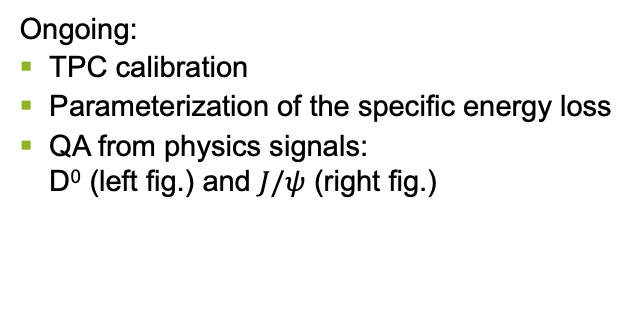 Ongoing:
▪ TPC calibration
▪ Parameterization of the specific energy loss
▪ QA from physics signals:
D⁰ (left fig.) and J/ψ (right fig.)